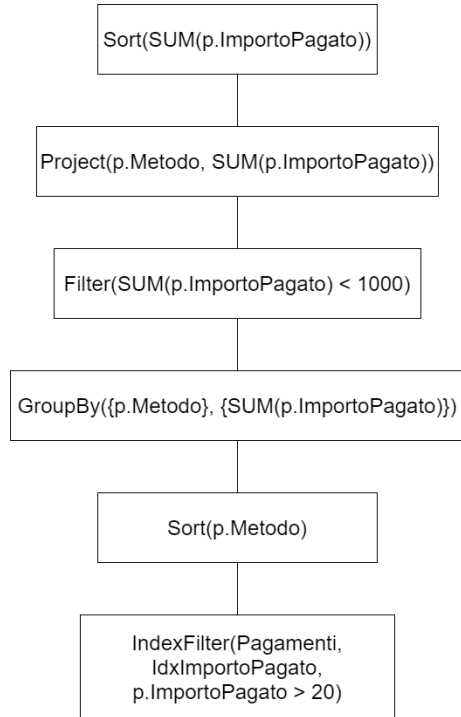 Sort(SUM(p.ImportoPagato))
Project(p.Metodo, SUM(p.ImportoPagato))
Filter(SUM(p.ImportoPagato) < 1000)
GroupBy({p.Metodo}, {SUM(p.ImportoPagato)})
Sort(p.Metodo)
IndexFilter(Pagamenti,
IdxImportoPagato,
p.ImportoPagato > 20)